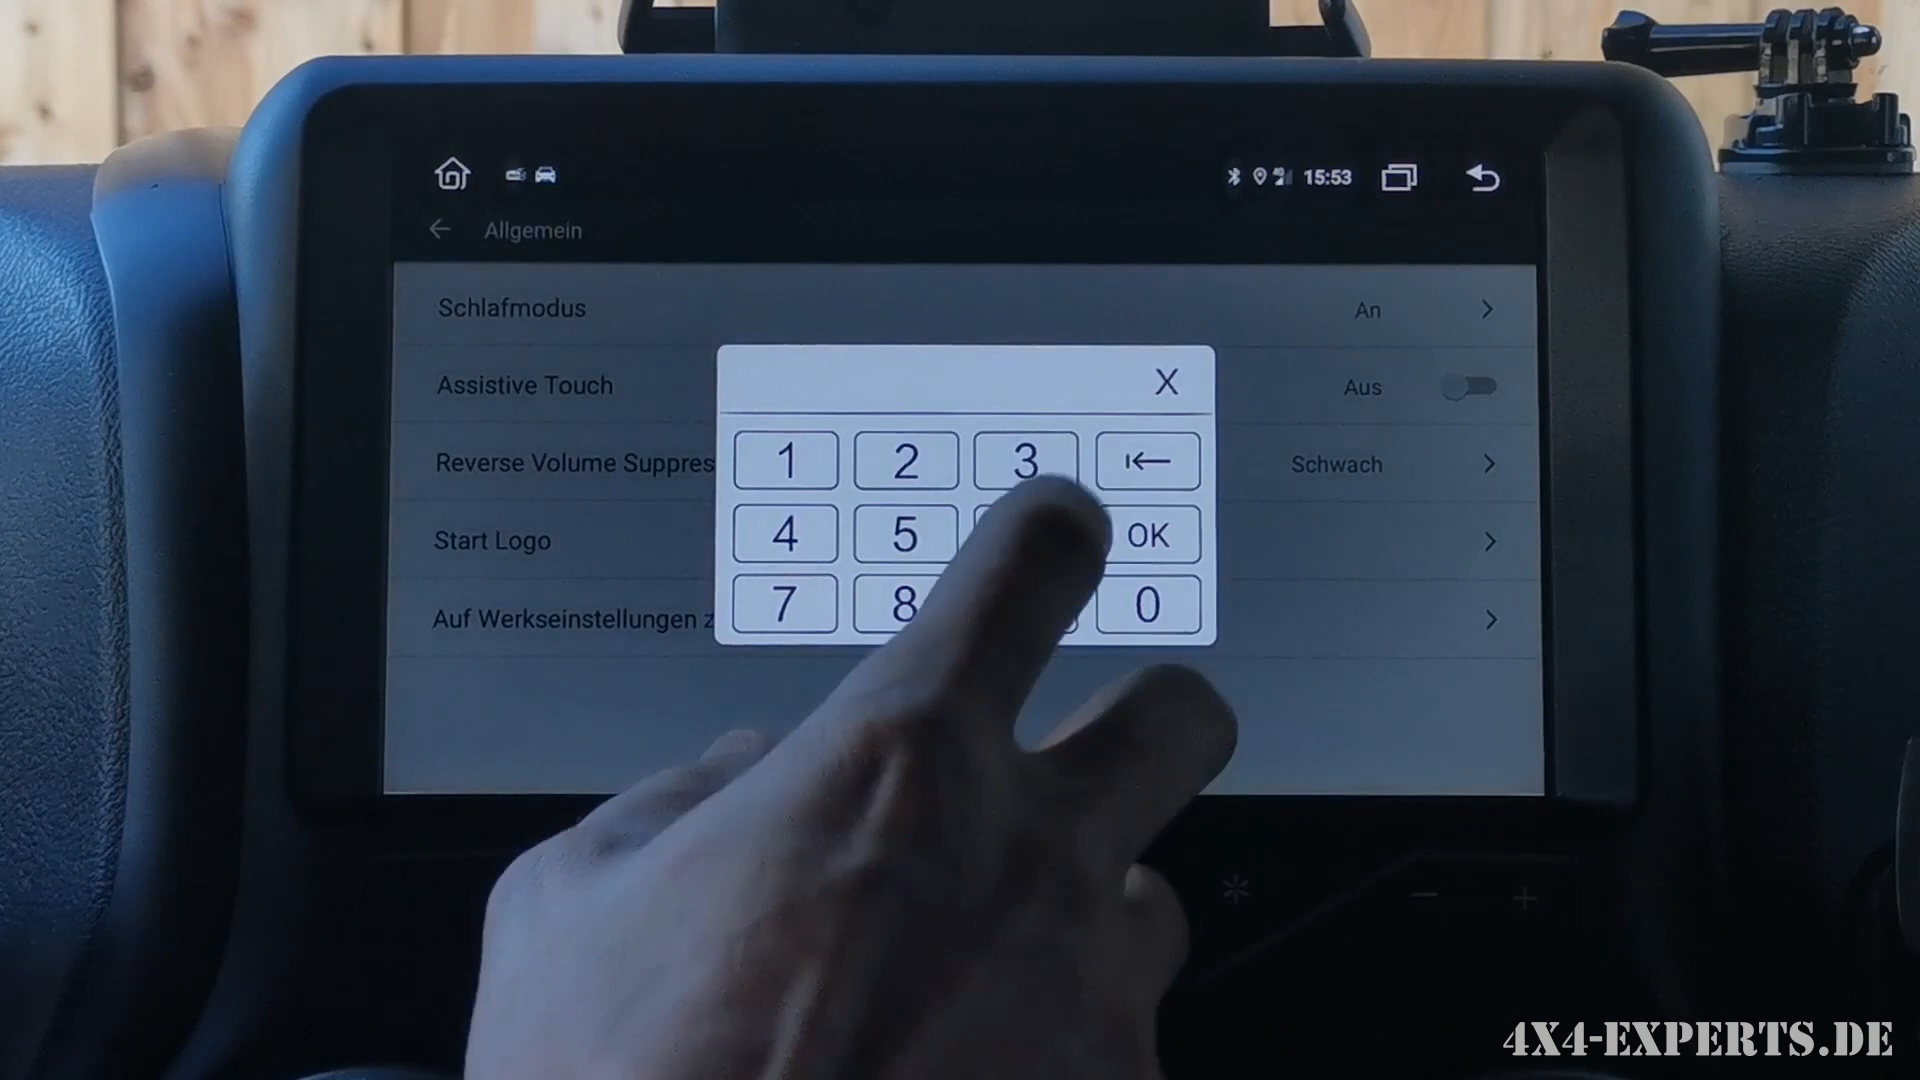 15:53
Allgemein
Schlafmodus An
Assistive Touch Aus
Reverse Volume Suppres Schwach
Start Logo
Auf Werkseinstellungen z
X
1 2 3
4 5 OK
7 8 0
4X4-EXPERTS.DE